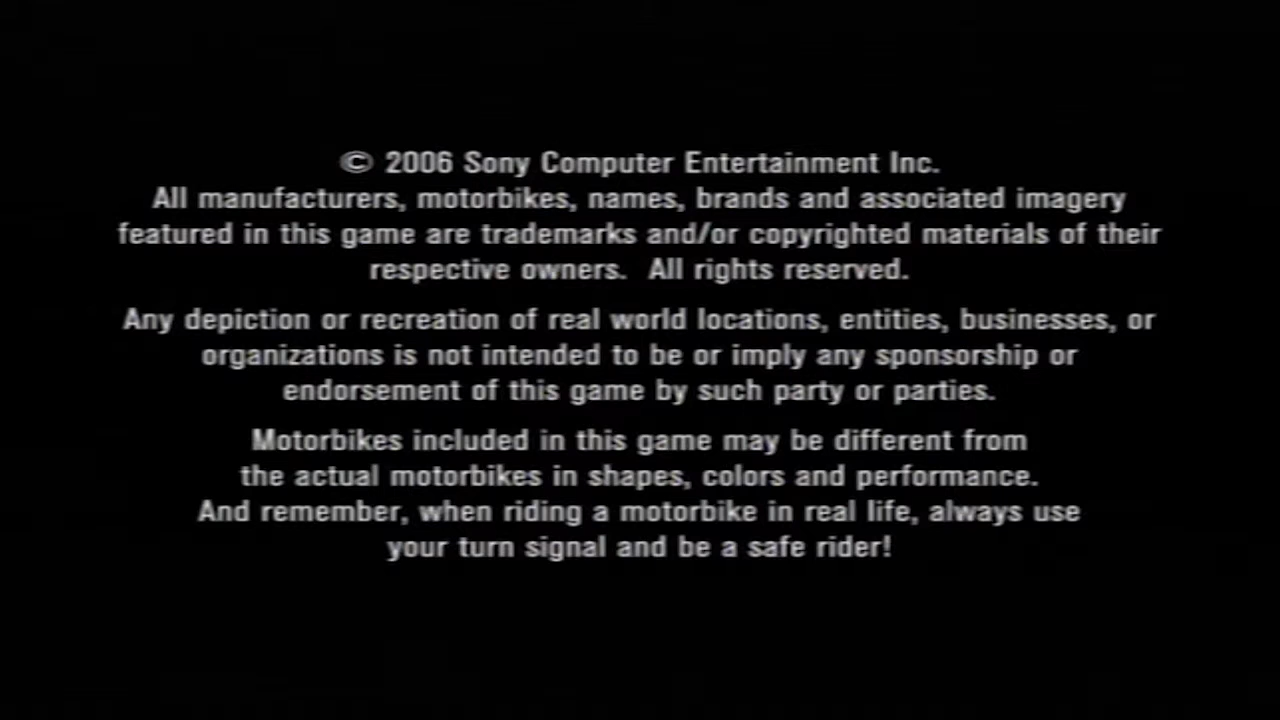 © 2006 Sony Computer Entertainment Inc.
All manufacturers, motorbikes, names, brands and associated imagery
featured in this game are trademarks and/or copyrighted materials of their
respective owners.  All rights reserved.
Any depiction or recreation of real world locations, entities, businesses, or
organizations is not intended to be or imply any sponsorship or
endorsement of this game by such party or parties.
Motorbikes included in this game may be different from
the actual motorbikes in shapes, colors and performance.
And remember, when riding a motorbike in real life, always use
your turn signal and be a safe rider!